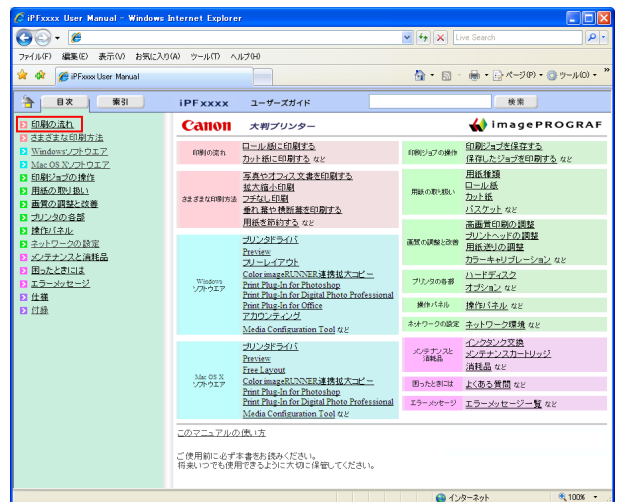 iPFxxxx User Manual - Windows Internet Explorer
Live Search
ファイル(F) 編集(E) 表示(V) お気に入り(A) ツール(T) ヘルプ(H)
iPFxxxx User Manual
ページ(P) ツール(O)
目次 索引 iPFxxxx ユーザーズガイド 検索
印刷の流れ
さまざまな印刷方法
Windowsソフトウエア
Mac OS Xソフトウエア
印刷ジョブの操作
用紙の取り扱い
画質の調整と改善
プリンタの各部
操作パネル
ネットワークの設定
メンテナンスと消耗品
困ったときには
エラーメッセージ
仕様
付録
Canon 大判プリンター imagePROGRAF
印刷の流れ
ロール紙に印刷する
カット紙に印刷する など
さまざまな印刷方法
写真やオフィス文書を印刷する
拡大縮小印刷
フチなし印刷
垂れ幕や横断幕を印刷する
用紙を節約する など
Windows
ソフトウエア
プリンタドライバ
Preview
フリーレイアウト
Color imageRUNNER連携拡大コピー
Print Plug-In for Photoshop
Print Plug-In for Digital Photo Professional
Print Plug-In for Office
アカウンティング
Media Configuration Tool など
Mac OS X
ソフトウエア
プリンタドライバ
Preview
Free Layout
Color imageRUNNER連携拡大コピー
Print Plug-In for Photoshop
Print Plug-In for Digital Photo Professional
Media Configuration Tool など
印刷ジョブの操作
印刷ジョブを保存する
保存したジョブを印刷する など
用紙の取り扱い
用紙種類
ロール紙
カット紙
バスケット など
画質の調整と改善
高画質印刷の調整
プリントヘッドの調整
用紙送りの調整
カラーキャリブレーション など
プリンタの各部
ハードディスク
オプション など
操作パネル
操作パネル など
ネットワークの設定
ネットワーク環境 など
メンテナンスと
消耗品
インクタンク交換
メンテナンスカートリッジ
消耗品 など
困ったときには
よくある質問 など
エラーメッセージ
エラーメッセージ一覧 など
このマニュアルの使い方
ご使用前に必ず本書をお読みください。
将来いつでも使用できるように大切に保管してください。
インターネット 100%